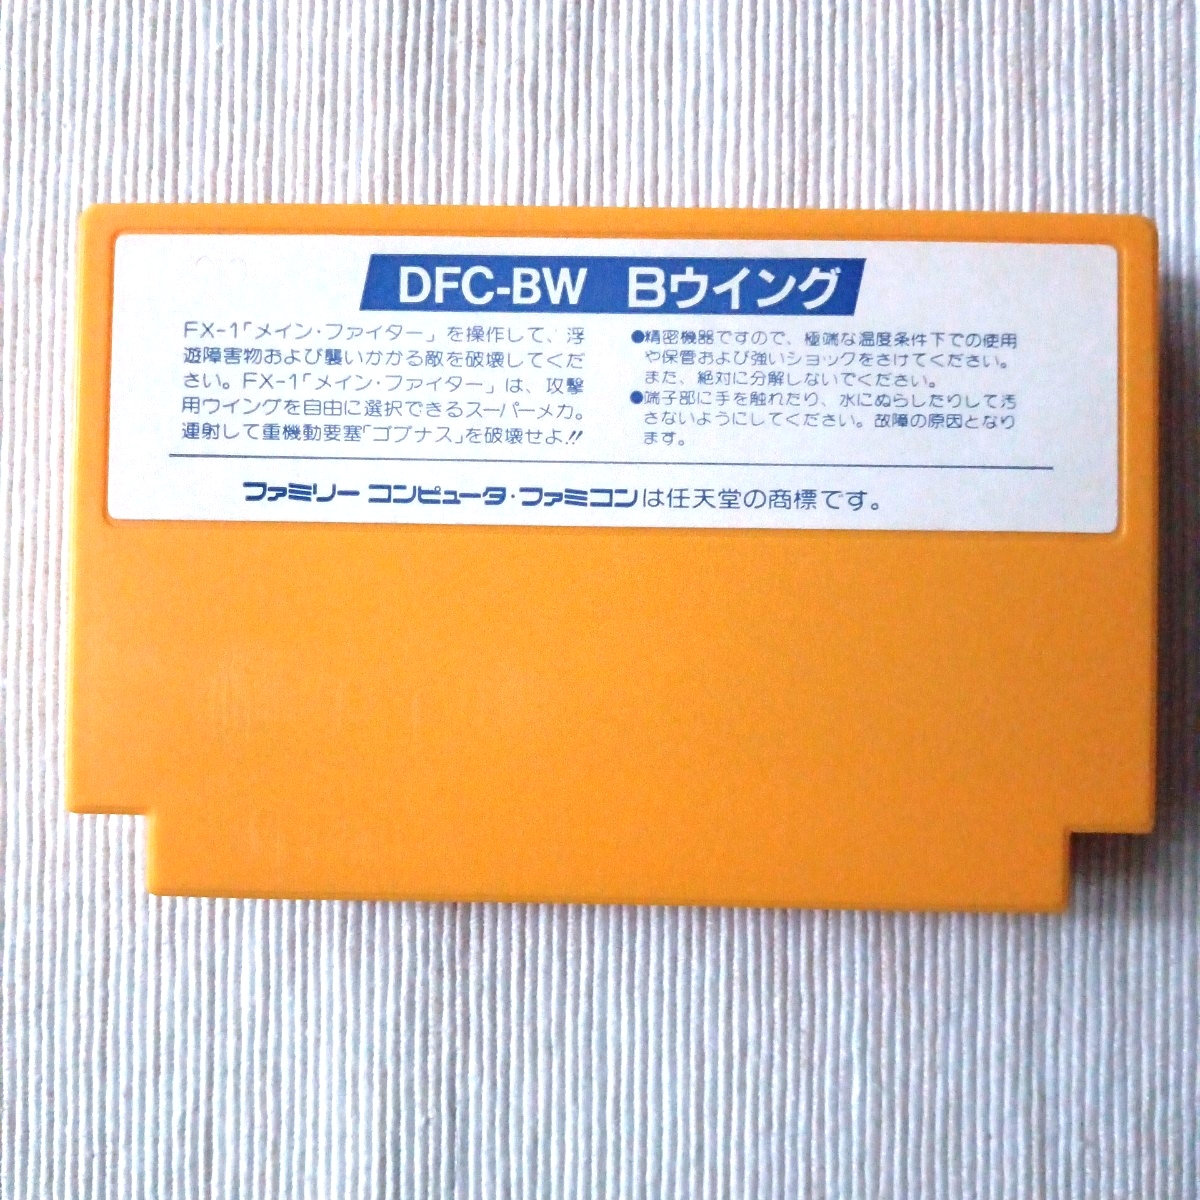 DFC-BW Bウイング
FX-1「メイン・ファイター」を操作して、浮
遊障害物および襲いかかる敵を破壊してくだ
さい。FX-1「メイン・ファイター」は、攻撃
用ウイングを自由に選択できるスーパーメカ。
連射して重機動要塞「ゴブナス」を破壊せよ!!
●精密機器ですので、極端な温度条件下での使用
や保管および強いショックをさけてください。
また、絶対に分解しないでください。
●端子部に手を触れたり、水にぬらしたりして汚
さないようにしてください。故障の原因となり
ます。
ファミリー コンピュータ・ファミコンは任天堂の商標です。